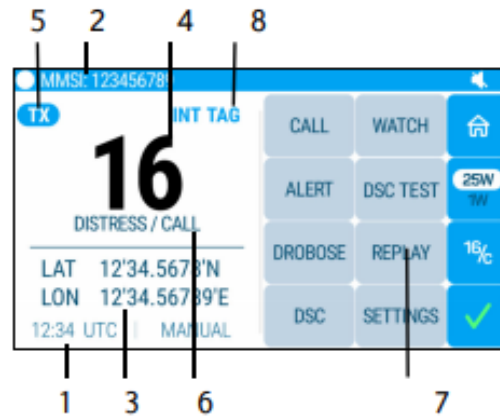 5 2 4 8
MMSI: 123456789
TX
INT TAG
16
DISTRESS / CALL
LAT 12'34.5678'N
LON 12'34.56789'E
12:34 UTC | MANUAL
CALL WATCH
ALERT DSC TEST
25W
1W
DROBOSE REPLAY
16/c
DSC SETTINGS
1 3 6 7